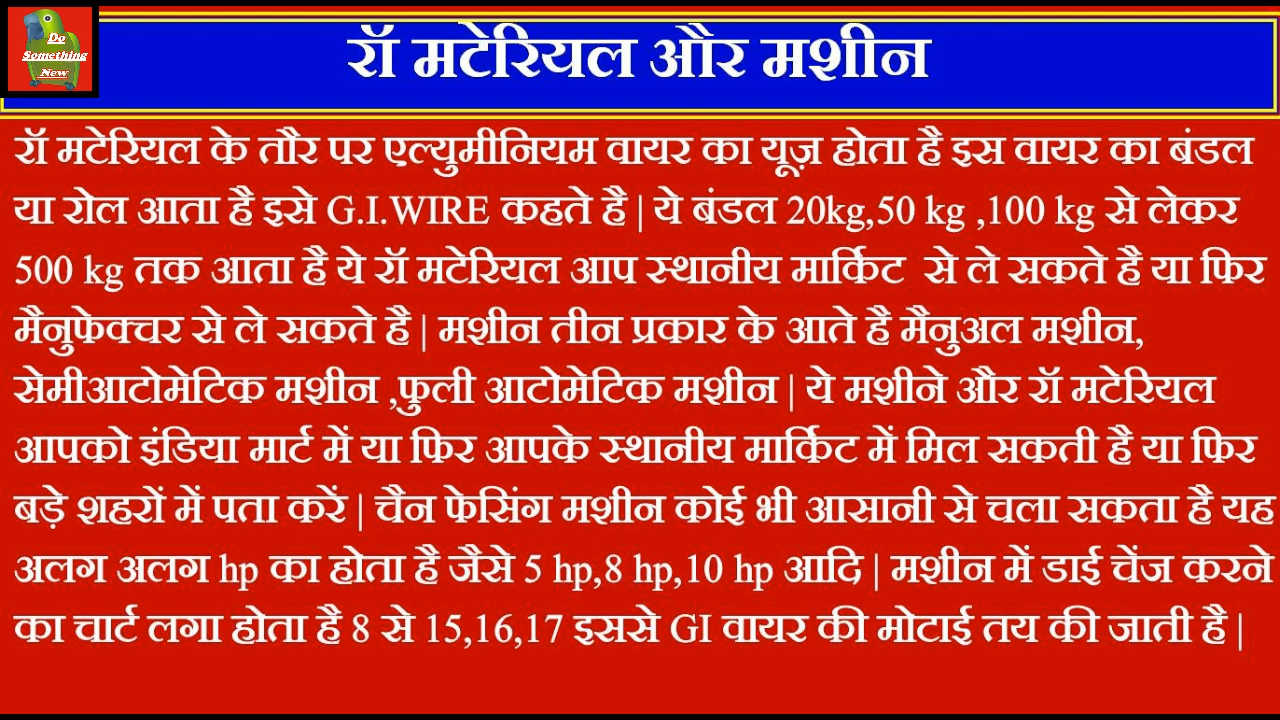 Do
Something
New
रॉ मटेरियल और मशीन
रॉ मटेरियल के तौर पर एल्युमीनियम वायर का यूज़ होता है इस वायर का बंडल
या रोल आता है इसे G.I.WIRE कहते है | ये बंडल 20kg,50 kg ,100 kg से लेकर
500 kg तक आता है ये रॉ मटेरियल आप स्थानीय मार्किट से ले सकते है या फिर
मैनुफेक्चर से ले सकते है | मशीन तीन प्रकार के आते है मैनुअल मशीन,
सेमीआटोमेटिक मशीन ,फुली आटोमेटिक मशीन | ये मशीने और रॉ मटेरियल
आपको इंडिया मार्ट में या फिर आपके स्थानीय मार्किट में मिल सकती है या फिर
बड़े शहरों में पता करें | चैन फेसिंग मशीन कोई भी आसानी से चला सकता है यह
अलग अलग hp का होता है जैसे 5 hp,8 hp,10 hp आदि | मशीन में डाई चेंज करने
का चार्ट लगा होता है 8 से 15,16,17 इससे GI वायर की मोटाई तय की जाती है |